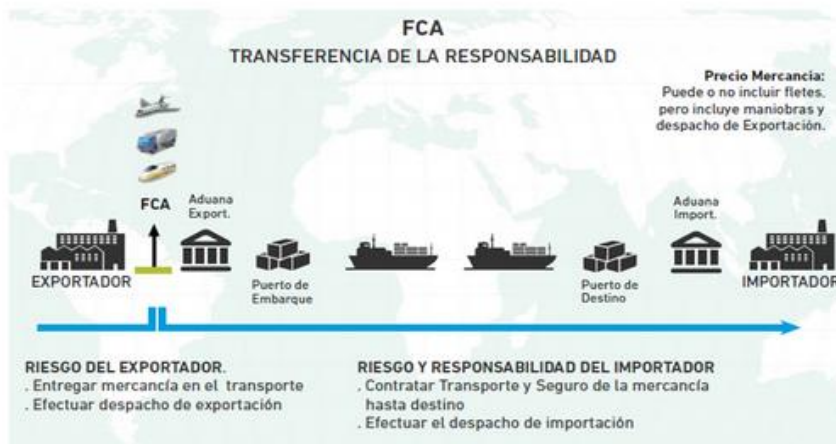 FCA
TRANSFERENCIA DE LA RESPONSABILIDAD
Precio Mercancía:
Puede o no incluir fletes,
pero incluye maniobras y
despacho de Exportación.
FCA
Aduana
Export.
Aduana
Import.
EXPORTADOR
Puerto de
Embarque
Puerto de
Destino
IMPORTADOR
RIESGO DEL EXPORTADOR.
. Entregar mercancía en el transporte
. Efectuar despacho de exportación
RIESGO Y RESPONSABILIDAD DEL IMPORTADOR
. Contratar Transporte y Seguro de la mercancía
hasta destino
. Efectuar el despacho de importación